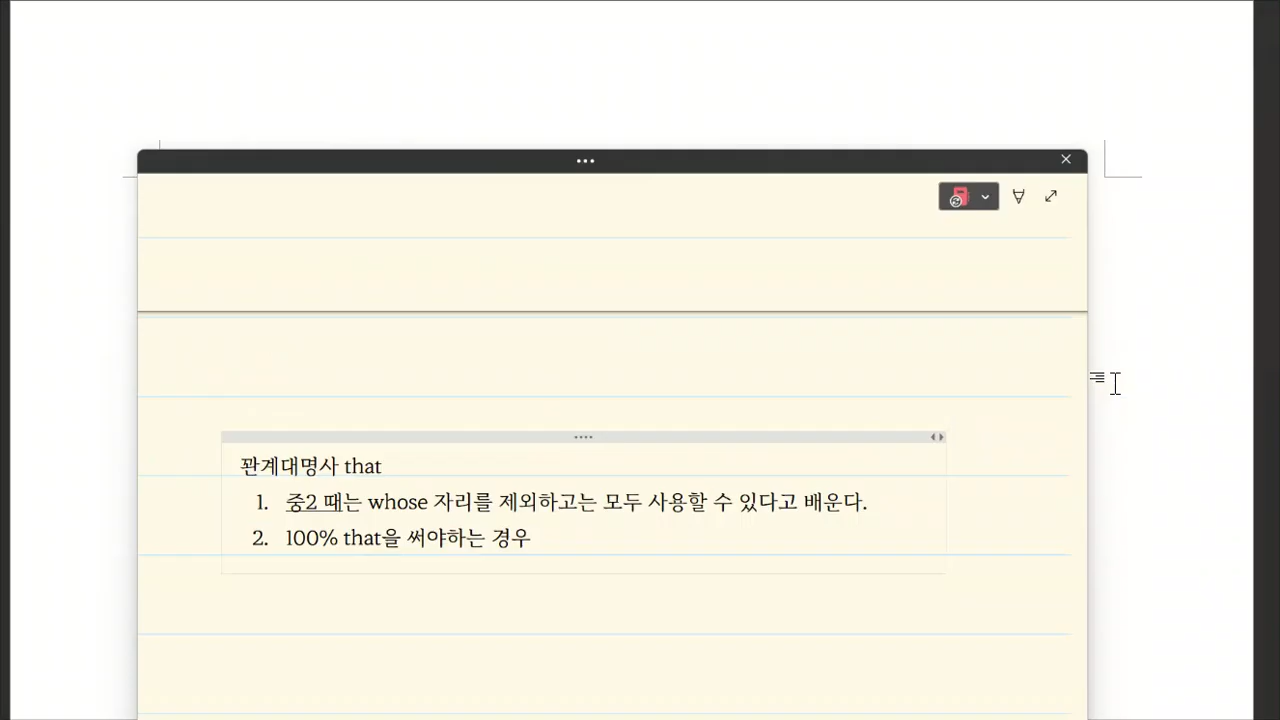 관계대명사 that
1. 중2 때는 whose 자리를 제외하고는 모두 사용할 수 있다고 배운다.
2. 100% that을 써야하는 경우